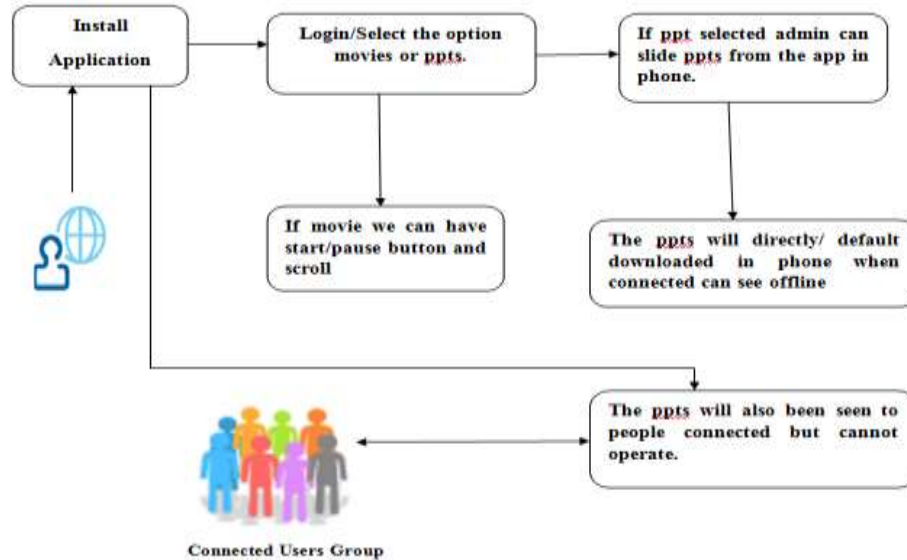 Install
Application
Login/Select the option
movies or ppts.
If ppt selected admin can
slide ppts from the app in
phone.
If movie we can have
start/pause button and
scroll
The ppts will directly/ default
downloaded in phone when
connected can see offline
The ppts will also been seen to
people connected but cannot
operate.
Connected Users Group